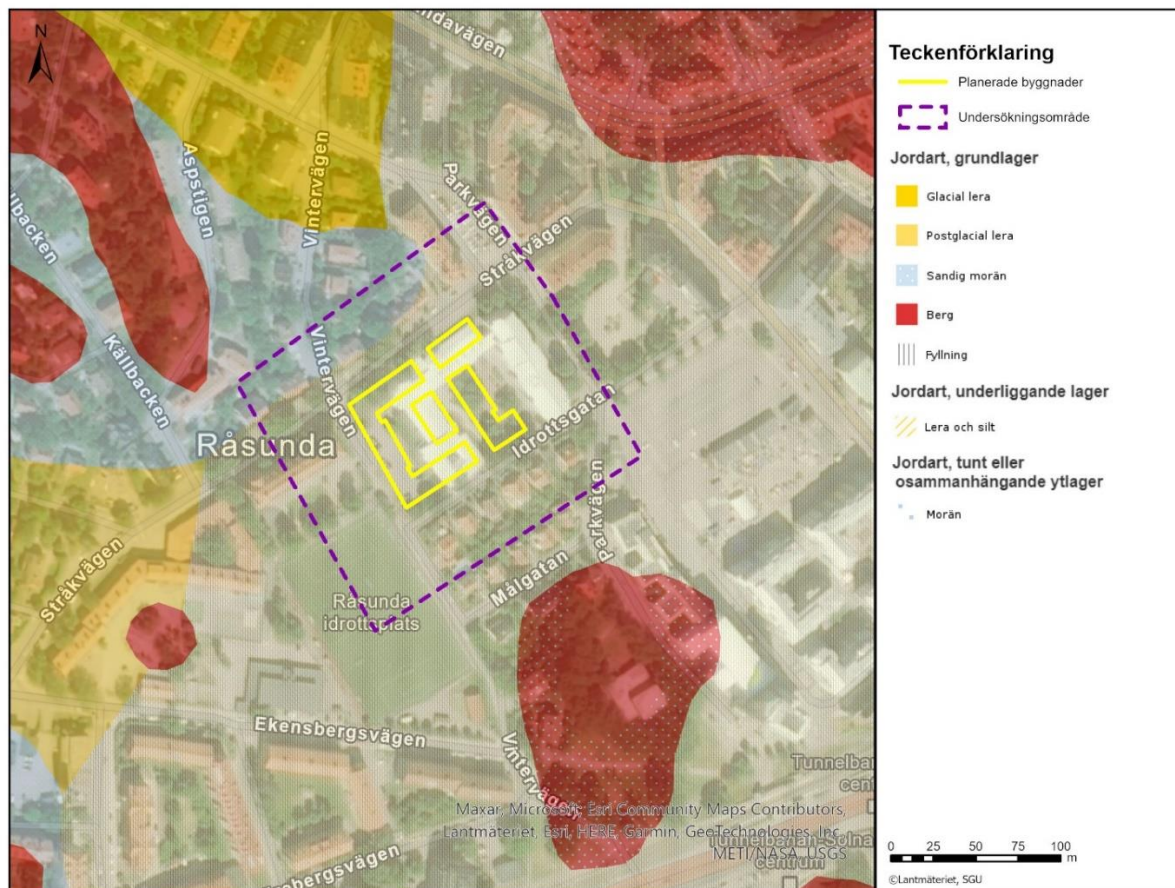 N
Parkvägen
Stråkvägen
Aspstigen
Vintervägen
Källbacken
Vintervägen
Råsunda
Idrottsgatan
Parkvägen
Målgatan
Stråkvägen
Råsunda
idrottsplats
Ekensbergsvägen
Vintervägen
Maxar, Microsoft, Esri Community Maps Contributors,
Lantmäteriet, Esri, HERE, Garmin, GeoTechnologies, Inc,
METI/NASA, USGS
Teckenförklaring
Planerade byggnader
Undersökningsområde
Jordart, grundlager
Glacial lera
Postglacial lera
Sandig morän
Berg
Fyllning
Jordart, underliggande lager
Lera och silt
Jordart, tunt eller
osammanhängande ytlager
Morän
0 25 50 75 100
m
©Lantmäteriet, SGU